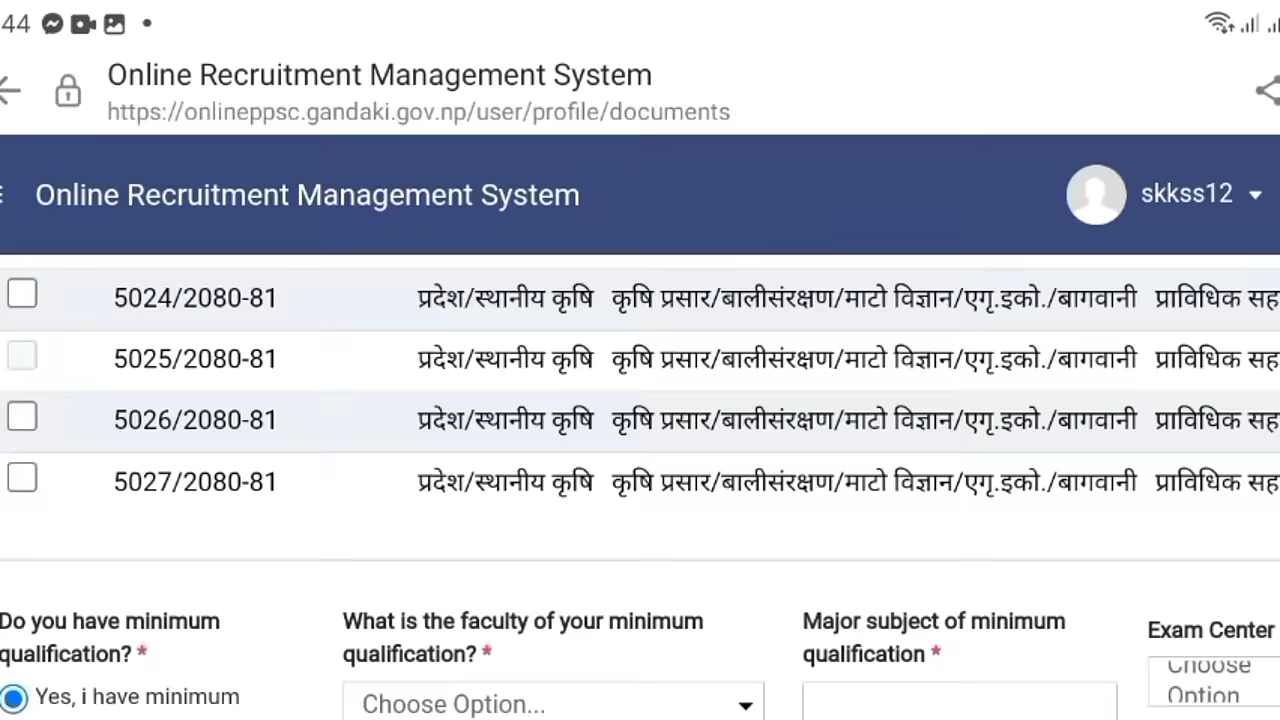 44
Online Recruitment Management System
https://onlineppsc.gandaki.gov.np/user/profile/documents
Online Recruitment Management System skkss12
5024/2080-81 प्रदेश/स्थानीय कृषि कृषि प्रसार/बालीसंरक्षण/माटो विज्ञान/एगृ.इको./बागवानी प्राविधिक सह
5025/2080-81 प्रदेश/स्थानीय कृषि कृषि प्रसार/बालीसंरक्षण/माटो विज्ञान/एगृ.इको./बागवानी प्राविधिक सह
5026/2080-81 प्रदेश/स्थानीय कृषि कृषि प्रसार/बालीसंरक्षण/माटो विज्ञान/एगृ.इको./बागवानी प्राविधिक सह
5027/2080-81 प्रदेश/स्थानीय कृषि कृषि प्रसार/बालीसंरक्षण/माटो विज्ञान/एगृ.इको./बागवानी प्राविधिक सह
Do you have minimum
qualification? *
What is the faculty of your minimum
qualification? *
Major subject of minimum
qualification *
Exam Center
Yes, i have minimum
Choose Option...
Choose
Option